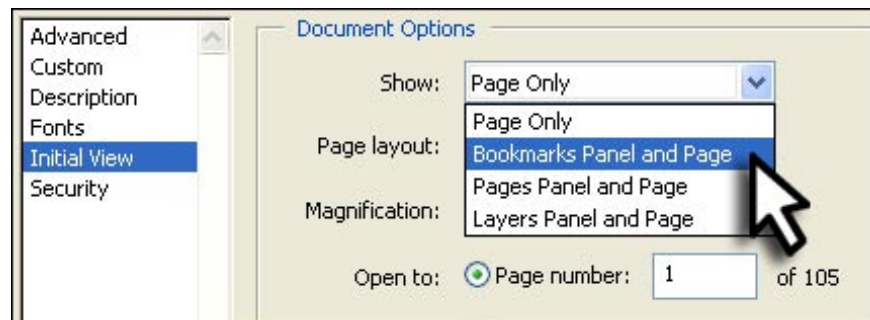 Advanced
Custom
Description
Fonts
Initial View
Security
Document Options
Show: Page Only
Page Only
Page layout: Bookmarks Panel and Page
Pages Panel and Page
Magnification: Layers Panel and Page
Open to: Page number: 1 of 105